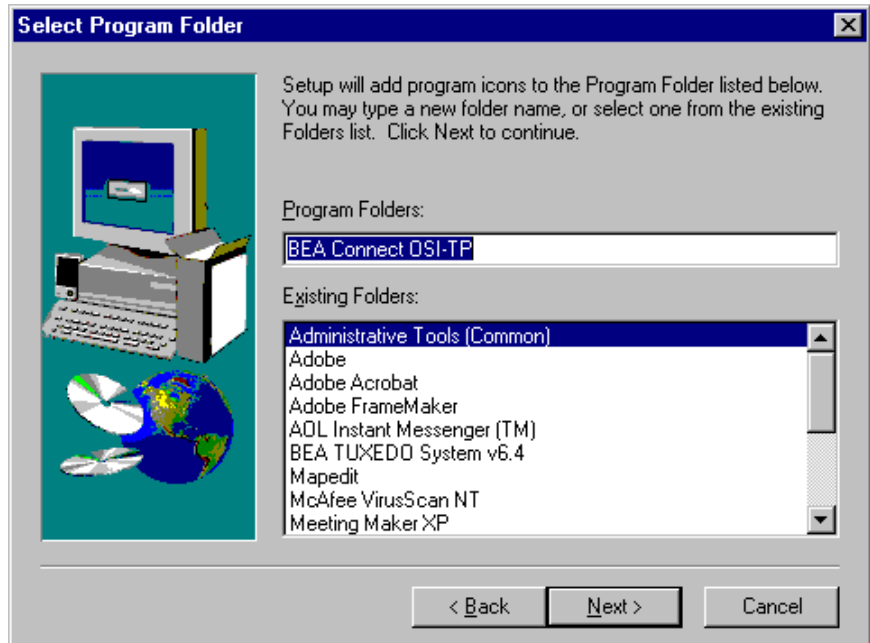 Select Program Folder
Setup will add program icons to the Program Folder listed below.
You may type a new folder name, or select one from the existing
Folders list. Click Next to continue.
Program Folders:
BEA Connect OSI-TP
Existing Folders:
Administrative Tools (Common)
Adobe
Adobe Acrobat
Adobe FrameMaker
AOL Instant Messenger (TM)
BEA TUXEDO System v6.4
Mapedit
McAfee VirusScan NT
Meeting Maker XP
< Back
Next >
Cancel